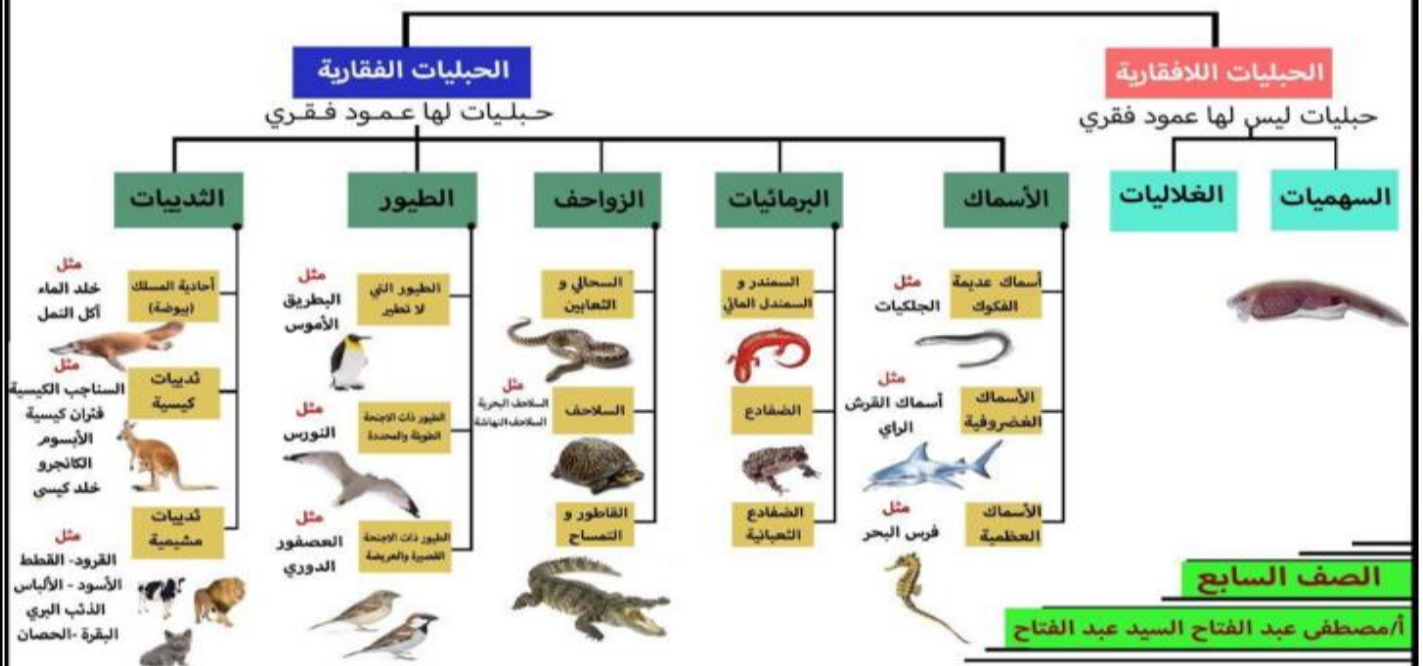 الحبليات اللافقارية
حبليات ليس لها عمود فقري
السهميات
الغلاليات
الحبليات الفقارية
حبليات لها عمود فقري
الأسماك
أسماك عديمة
الفكوك
مثل
الجلكيات
الأسماك
الغضروفية
مثل
أسماك القرش
الراي
الأسماك
العظمية
مثل
فرس البحر
البرمائيات
السمندر و
السمندل المائي
الضفادع
الضفادع
الثعبانية
الزواحف
السحالي و
الثعابين
السلاحف
مثل
السلاحف البحرية
السلاحف النهاشة
القاطور و
التمساح
الطيور
الطيور التي
لا تطير
مثل
البطريق
الأموس
الطيور ذات الاجنحة
الطويلة والمحددة
مثل
النورس
الطيور ذات الاجنحة
القصيرة والعريضة
مثل
العصفور
الدوري
الثدييات
أحادية المسلك
(بيوضة)
مثل
خلد الماء
آكل النمل
ثدييات
كيسية
مثل
السناجب الكيسية
فئران كيسية
الأبسوم
الكانجرو
خلد كيسى
ثدييات
مشيمية
مثل
القرود- القطط
الأسود - الألباس
الذئب البري
البقرة -الحصان
الصف السابع
أ/مصطفى عبد الفتاح السيد عبد الفتاح